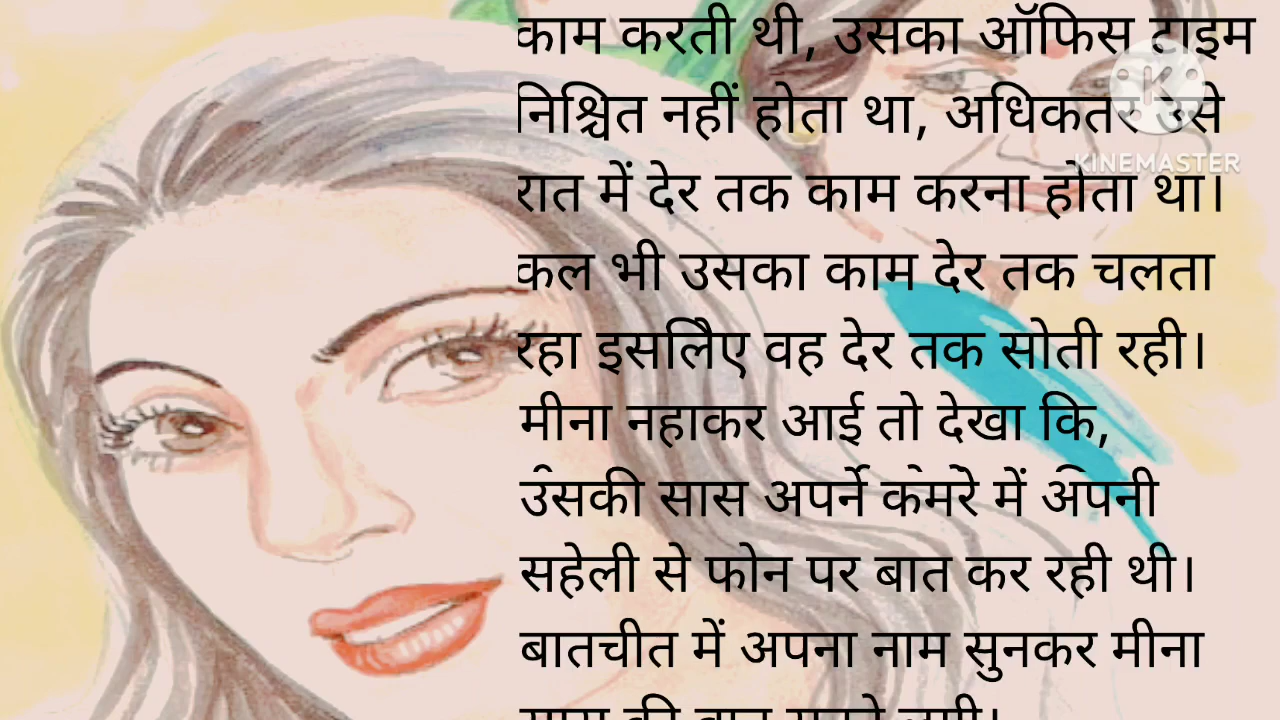 काम करती थी, उसका ऑफिस टाइम
निश्चित नहीं होता था, अधिकतर उसे
रात में देर तक काम करना होता था।
कल भी उसका काम देर तक चलता
रहा इसलिए वह देर तक सोती रही।
मीना नहाकर आई तो देखा कि,
उसकी सास अपने कमरे में अपनी
सहेली से फोन पर बात कर रही थी।
बातचीत में अपना नाम सुनकर मीना
KINEMASTER